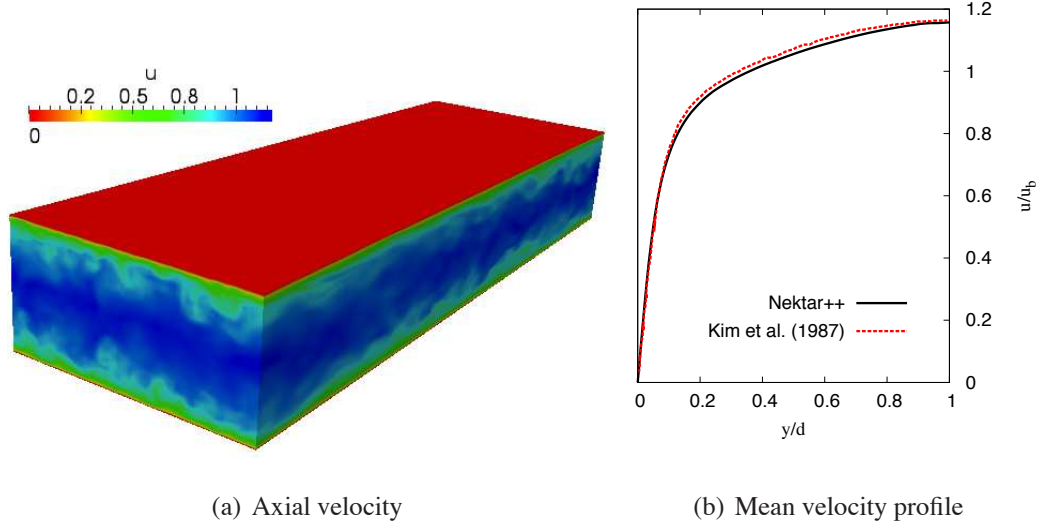 u
0.2 0.5 0.8 1
0
1.2
1
0.8
0.6
0.4
0.2
0
u/u_b
Nektar++
Kim et al. (1987)
0 0.2 0.4 0.6 0.8 1
y/d
(a) Axial velocity
(b) Mean velocity profile